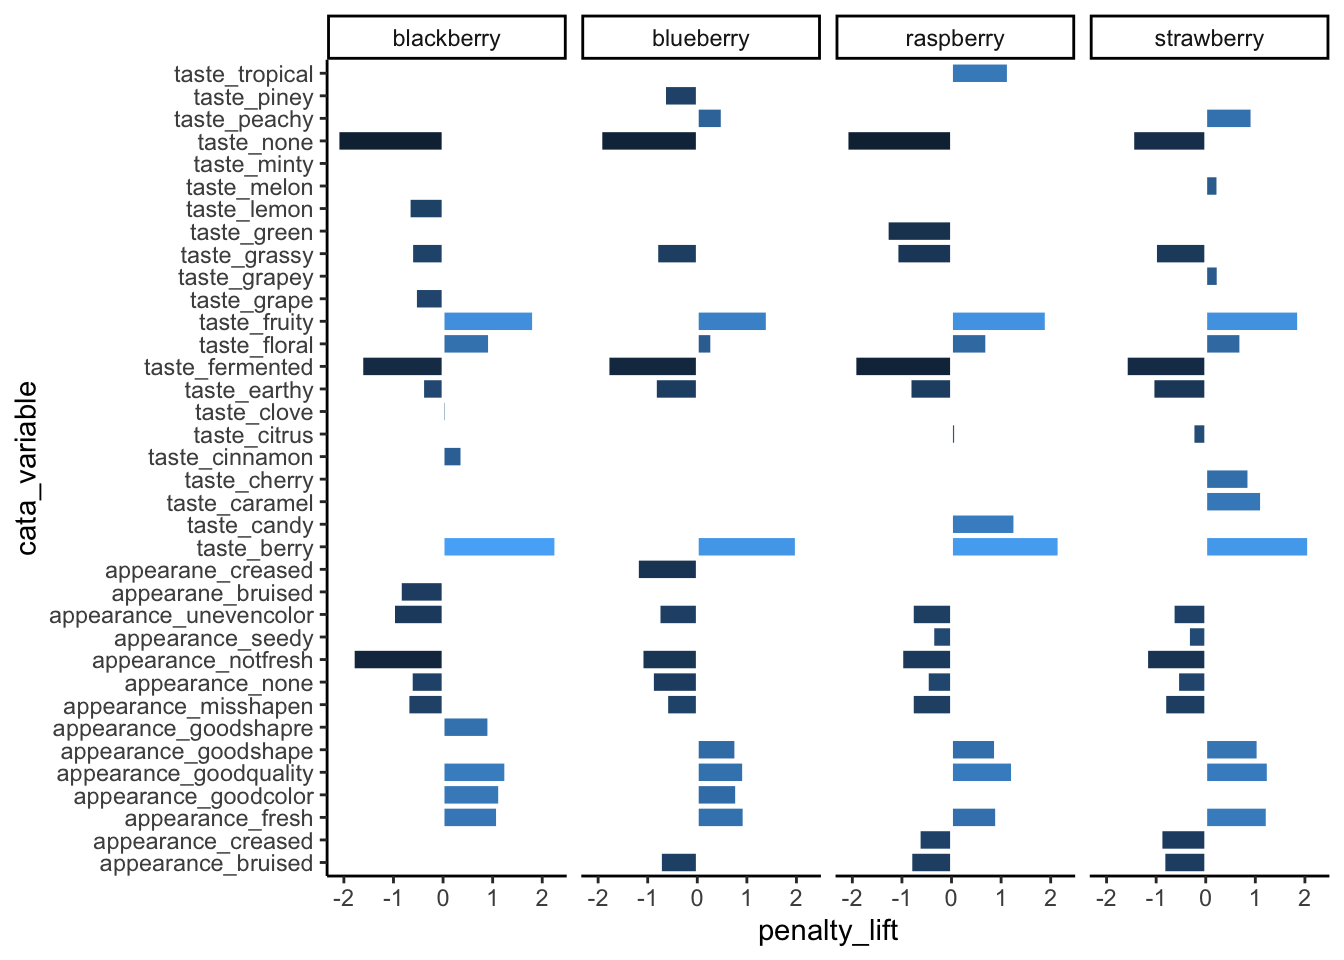 blackberry blueberry raspberry strawberry
taste_tropical
taste_piney
taste_peachy
taste_none
taste_minty
taste_melon
taste_lemon
taste_green
taste_grassy
taste_grapey
taste_grape
taste_fruity
taste_floral
taste_fermented
taste_earthy
taste_clove
taste_citrus
taste_cinnamon
taste_cherry
taste_caramel
taste_candy
taste_berry
appearane_creased
appearane_bruised
appearance_unevencolor
appearance_seedy
appearance_notfresh
appearance_none
appearance_misshapen
appearance_goodshapre
appearance_goodshape
appearance_goodquality
appearance_goodcolor
appearance_fresh
appearance_creased
appearance_bruised
cata_variable
-2 -1 0 1 2 -2 -1 0 1 2 -2 -1 0 1 2 -2 -1 0 1 2
penalty_lift